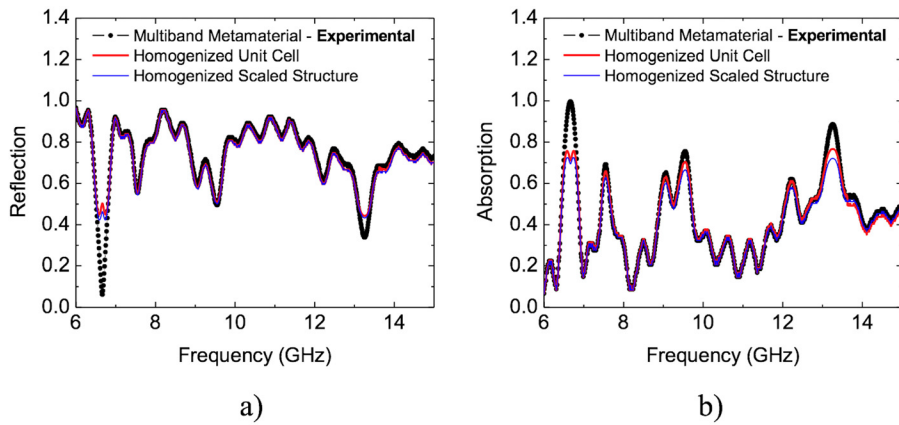 1.4
Multiband Metamaterial - Experimental
Homogenized Unit Cell
Homogenized Scaled Structure
1.2
1.0
0.8
0.6
0.4
0.2
0.0
Reflection
6 8 10 12 14
Frequency (GHz)
a)
1.4
Multiband Metamaterial - Experimental
Homogenized Unit Cell
Homogenized Scaled Structure
1.2
1.0
0.8
0.6
0.4
0.2
0.0
Absorption
6 8 10 12 14
Frequency (GHz)
b)